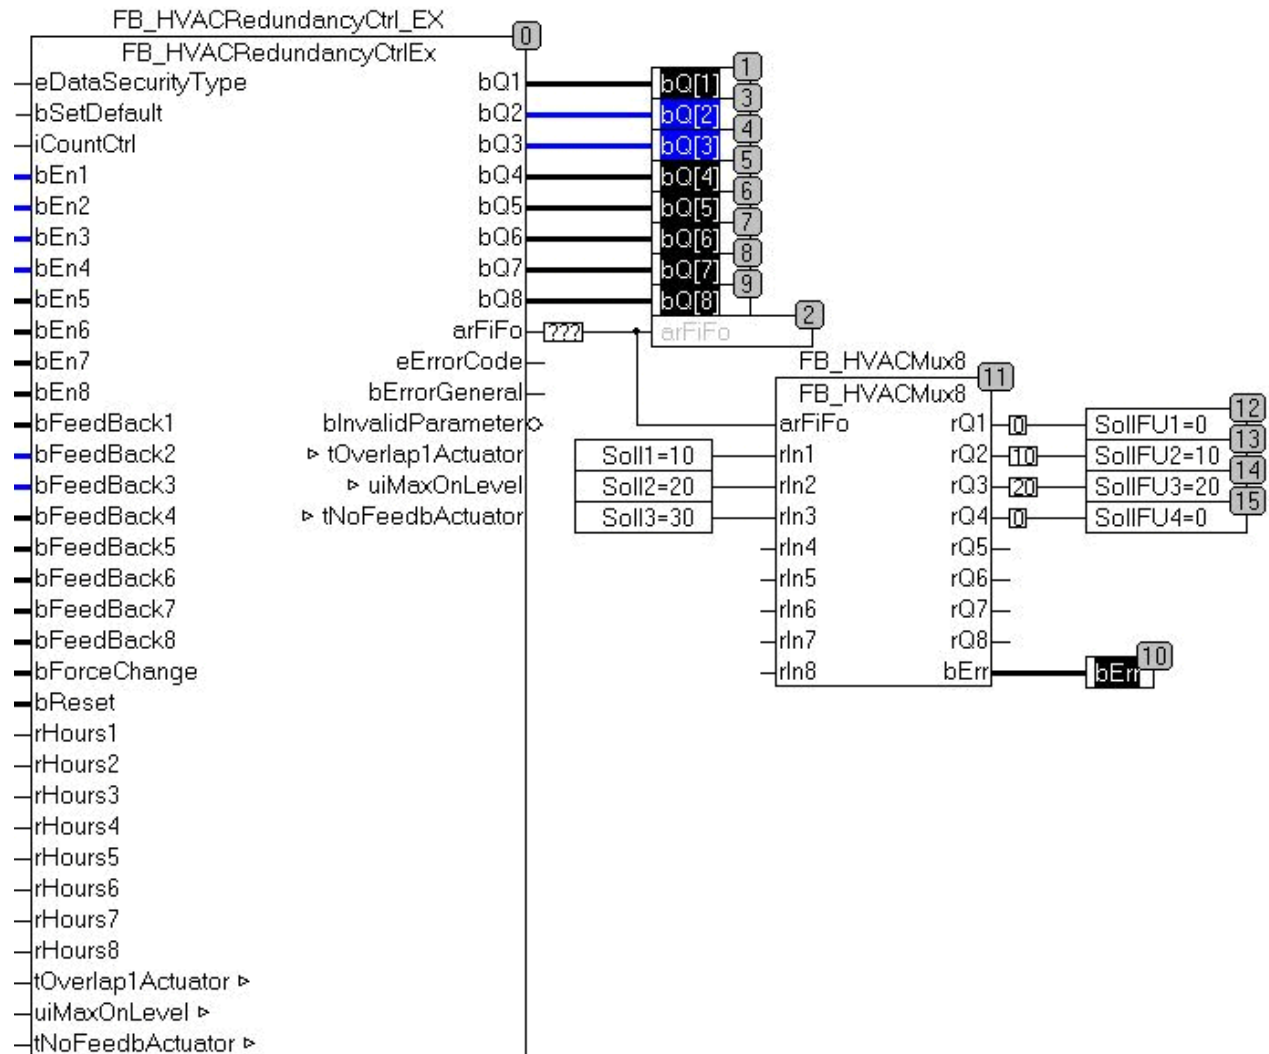 FB_HVACRedundancyCtrl_EX
0
FB_HVACRedundancyCtrlEx
eDataSecurityType bQ1 bQ[1] 1
bSetDefault bQ2 bQ[2] 3
iCountCtrl bQ3 bQ[3] 4
bEn1 bQ4 bQ[4] 5
bEn2 bQ5 bQ[5] 6
bEn3 bQ6 bQ[6] 7
bEn4 bQ7 bQ[7] 8
bEn5 bQ8 bQ[8] 9
bEn6 arFiFo ??? arFiFo 2
bEn7 eErrorCode
bEn8 bErrorGeneral
bFeedBack1 bInvalidParameter
bFeedBack2 tOverlap1Actuator
bFeedBack3 uiMaxOnLevel
bFeedBack4 tNoFeedbActuator
bFeedBack5
bFeedBack6
bFeedBack7
bFeedBack8
bForceChange
bReset
rHours1
rHours2
rHours3
rHours4
rHours5
rHours6
rHours7
rHours8
tOverlap1Actuator
uiMaxOnLevel
tNoFeedbActuator
FB_HVACMux8
11
FB_HVACMux8
arFiFo rQ1 0 SollFU1=0 12
Soll1=10 rIn1 rQ2 10 SollFU2=10 13
Soll2=20 rIn2 rQ3 20 SollFU3=20 14
Soll3=30 rIn3 rQ4 0 SollFU4=0 15
rIn4 rQ5
rIn5 rQ6
rIn6 rQ7
rIn7 rQ8
rIn8 bErr bErr 10